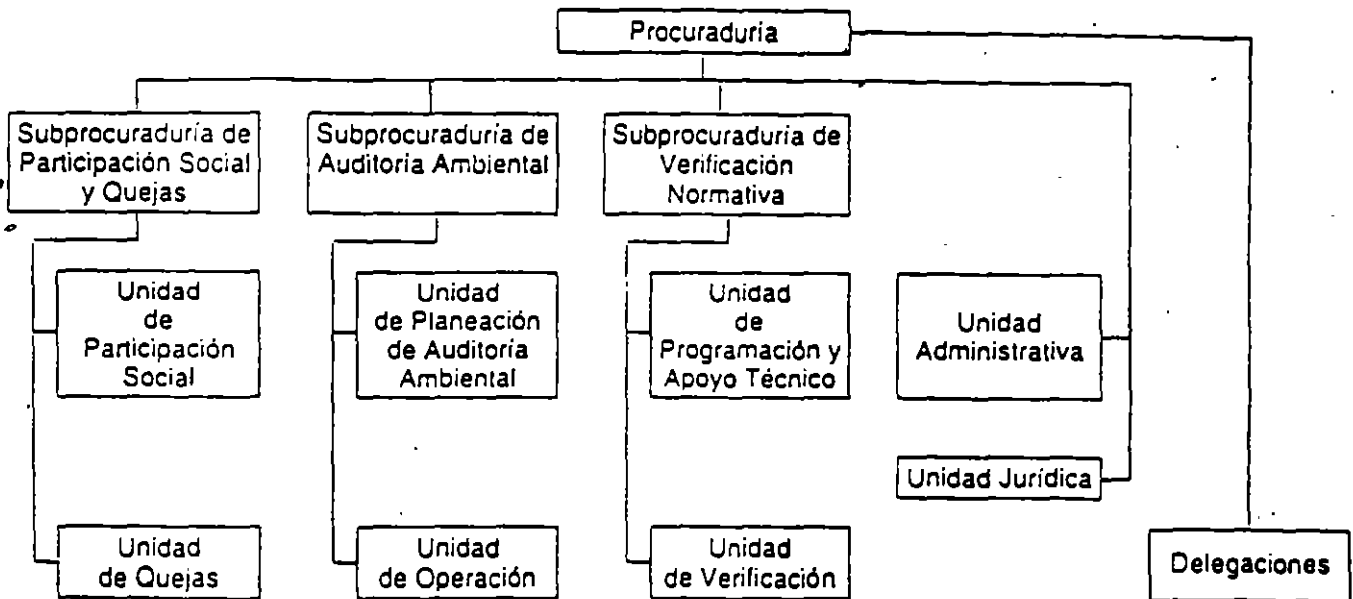 Procuraduría
Subprocuraduría de
Participación Social
y Quejas
Subprocuraduría de
Auditoría Ambiental
Subprocuraduría de
Verificación
Normativa
Unidad
de
Participación
Social
Unidad
de Planeación
de Auditoría
Ambiental
Unidad
de
Programación y
Apoyo Técnico
Unidad
Administrativa
Unidad Jurídica
Unidad
de Quejas
Unidad
de Operación
Unidad
de Verificación
Delegaciones